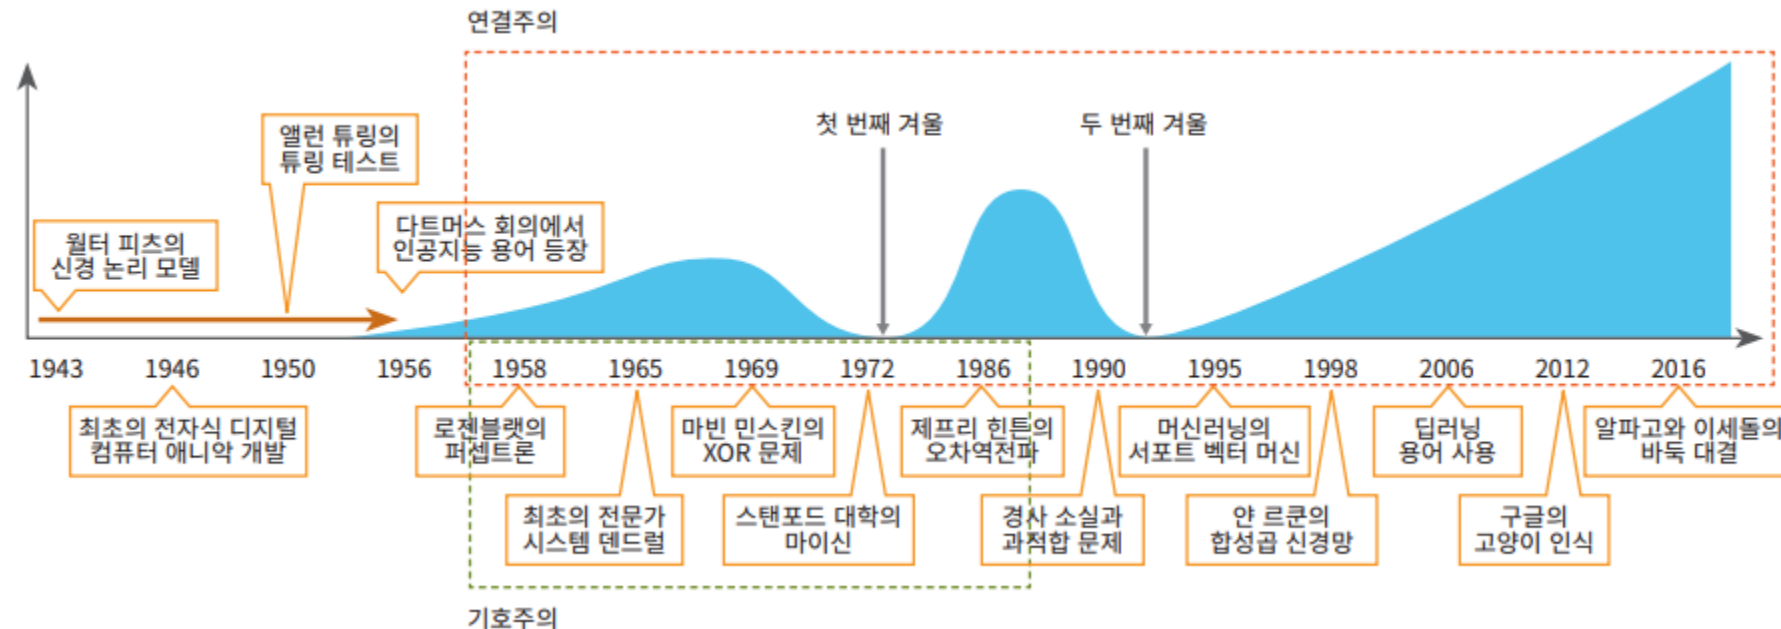 연결주의
첫 번째 겨울
두 번째 겨울
앨런 튜링의
튜링 테스트
다트머스 회의에서
인공지능 용어 등장
월터 피츠의
신경 논리 모델
1943
1946
1950
1956
1958
1965
1969
1972
1986
1990
1995
1998
2006
2012
2016
최초의 전자식 디지털
컴퓨터 애니악 개발
로젠블랫의
퍼셉트론
마빈 민스킨의
XOR 문제
제프리 힌튼의
오차역전파
머신러닝의
서포트 벡터 머신
딥러닝
용어 사용
알파고와 이세돌의
바둑 대결
최초의 전문가
시스템 덴드럴
스탠포드 대학의
마이신
경사 소실과
과적합 문제
얀 르쿤의
합성곱 신경망
구글의
고양이 인식
기호주의